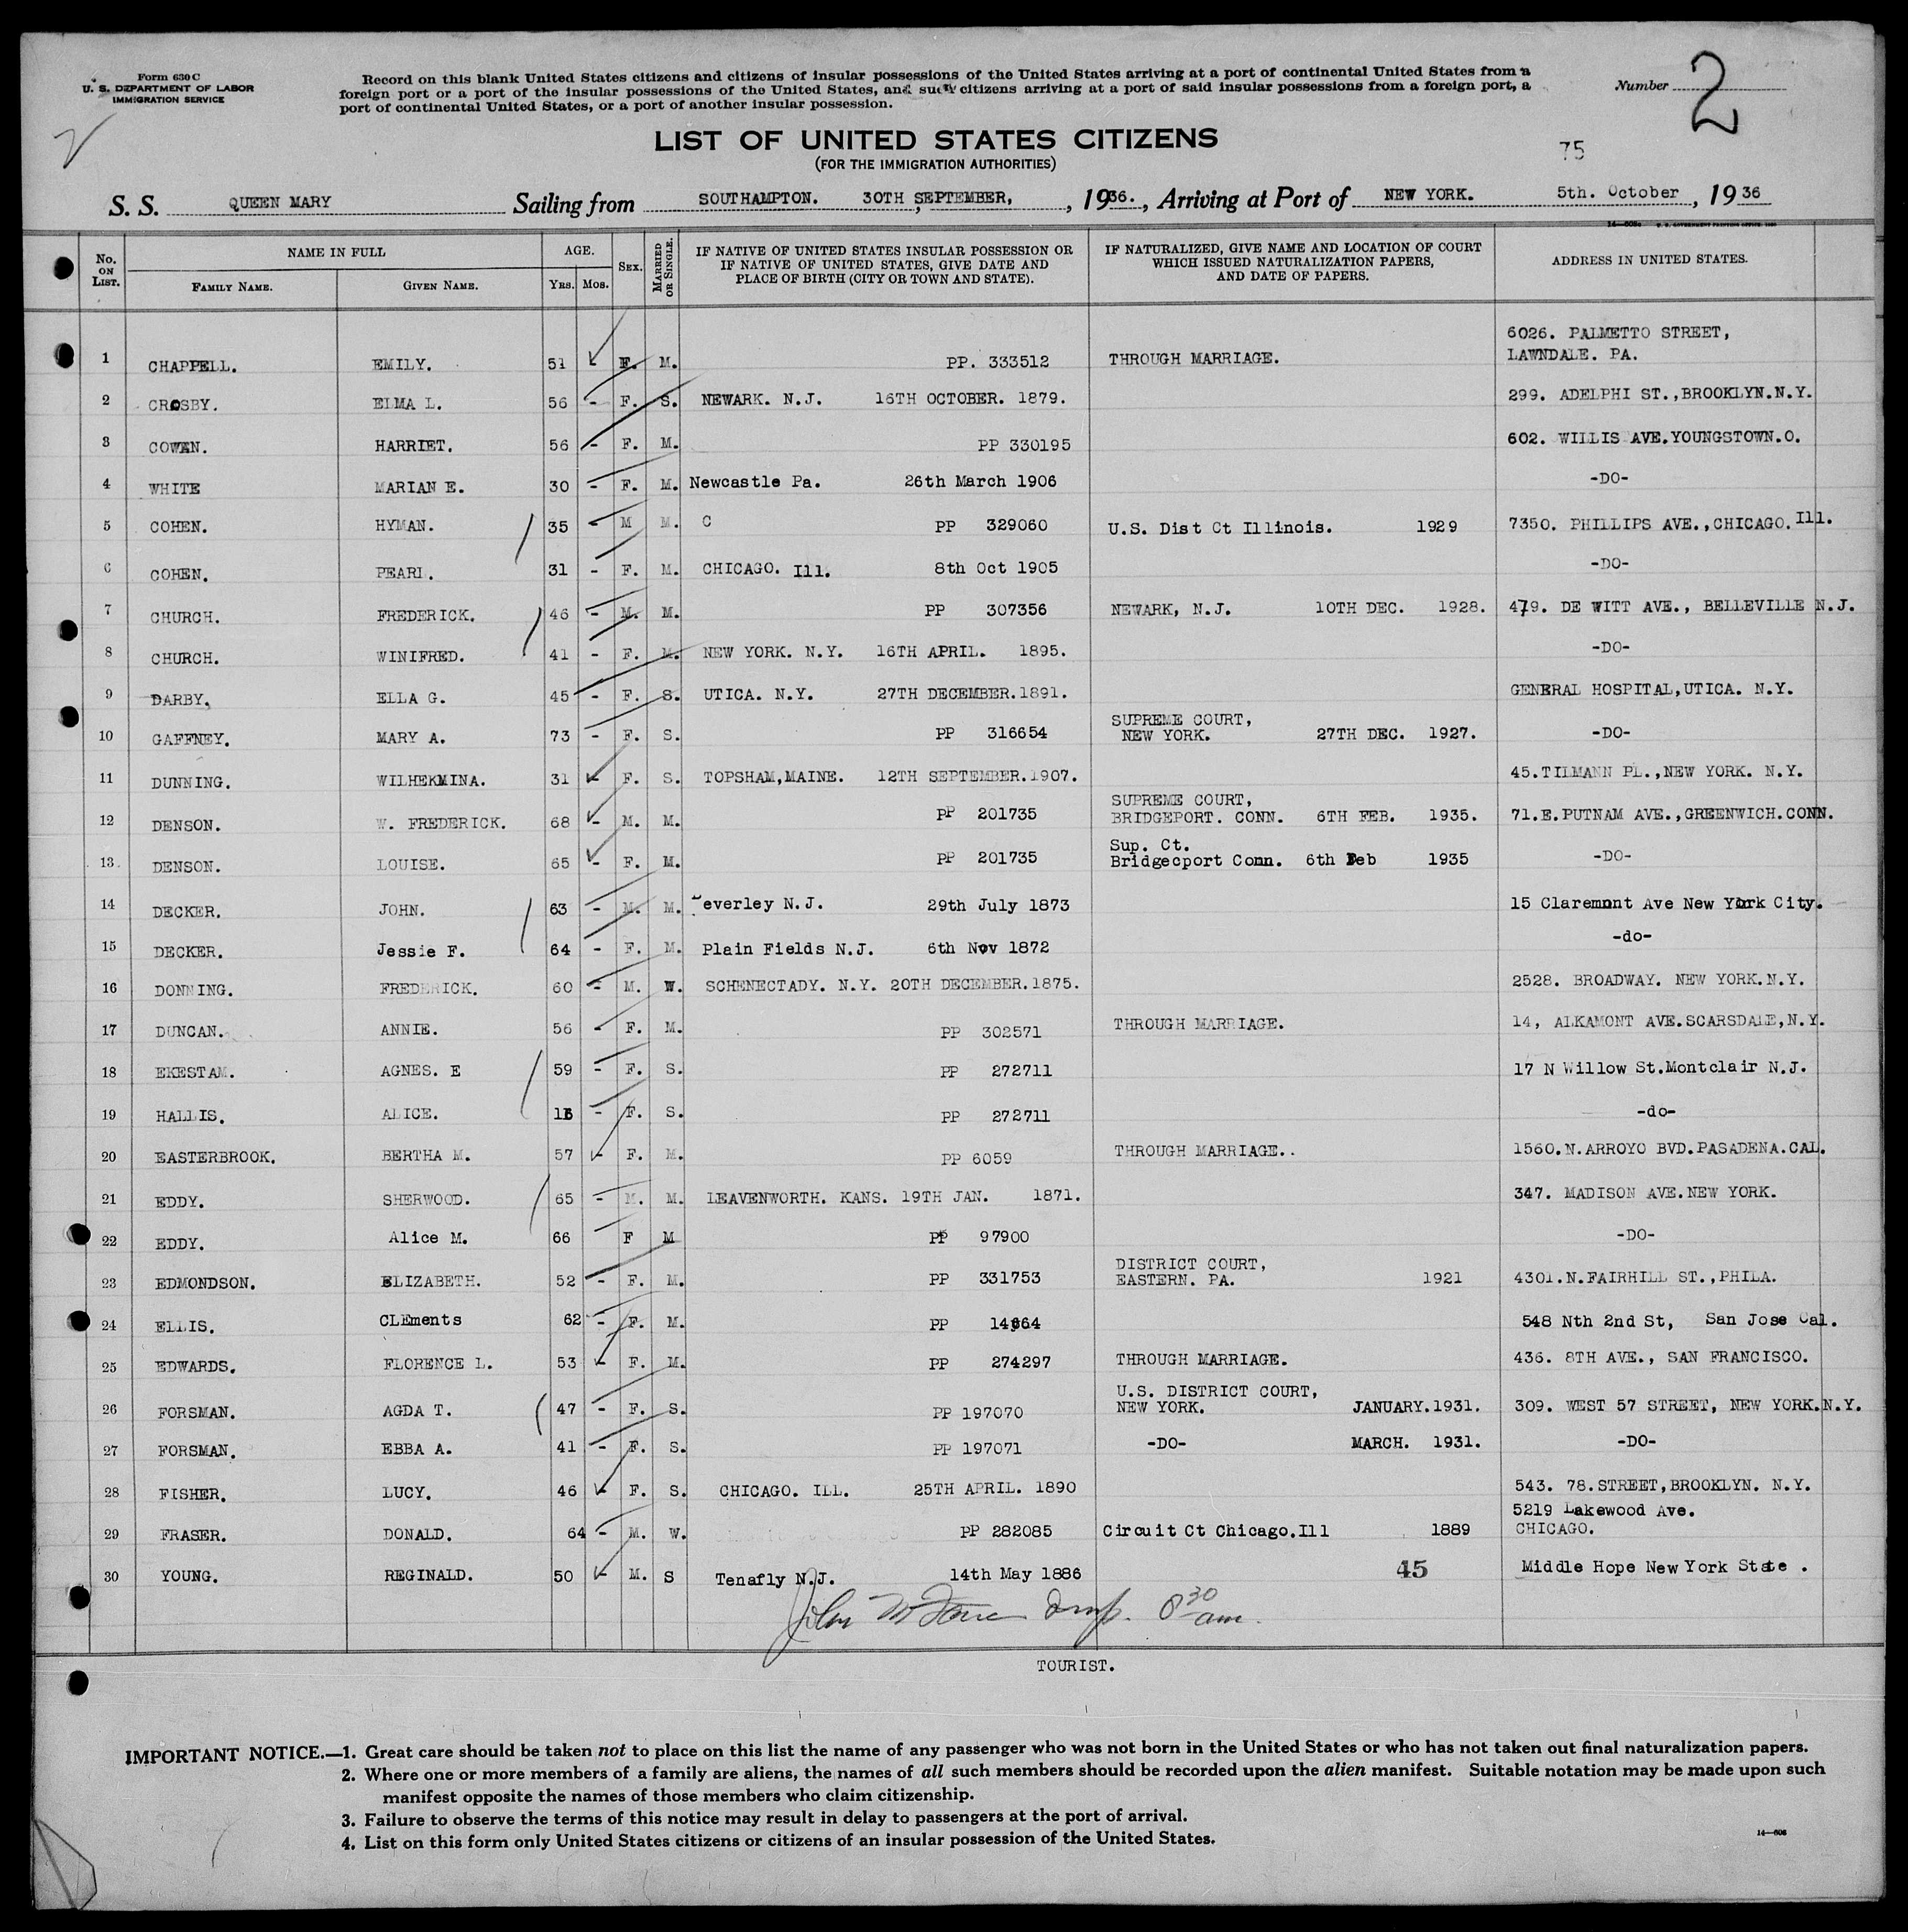 Form 630 C
U. S. DEPARTMENT OF LABOR
IMMIGRATION SERVICE
Record on this blank United States citizens and citizens of insular possessions of the United States arriving at a port of continental United States from a
foreign port or a port of the insular possessions of the United States, and such citizens arriving at a port of said insular possessions from a foreign port, a
port of continental United States, or a port of another insular possession.
Number 2
LIST OF UNITED STATES CITIZENS
(FOR THE IMMIGRATION AUTHORITIES)
75
S. S. QUEEN MARY Sailing from SOUTHAMPTON. 30TH SEPTEMBER, , 1936. , Arriving at Port of NEW YORK. 5th. October , 19 36
No. ON LIST. NAME IN FULL FAMILY NAME. GIVEN NAME. AGE. YRS. MOS. SEX. MARRIED OR SINGLE. IF NATIVE OF UNITED STATES INSULAR POSSESSION OR IF NATIVE OF UNITED STATES, GIVE DATE AND PLACE OF BIRTH (CITY OR TOWN AND STATE). IF NATURALIZED, GIVE NAME AND LOCATION OF COURT WHICH ISSUED NATURALIZATION PAPERS, AND DATE OF PAPERS. ADDRESS IN UNITED STATES.
1 CHAPPELL. EMILY. 51 F. M. PP. 333512 THROUGH MARRIAGE. 6026. PALMETTO STREET, LAWNDALE. PA.
2 CROSBY. ELMA L. 56 - F. S. NEWARK. N.J. 16TH OCTOBER. 1879. 299. ADELPHI ST.,BROOKLYN.N.Y.
3 COWAN. HARRIET. 56 - F. M. PP 330195 602. WILLIS AVE.YOUNGSTOWN.O.
4 WHITE MARIAN E. 30 - F. M. Newcastle Pa. 26th March 1906 -DO-
5 COHEN. HYMAN. 35 - M M. C PP 329060 U.S. Dist Ct Illinois. 1929 7350. PHILLIPS AVE.,CHICAGO. Ill.
6 COHEN. PEARL. 31 - F. M. CHICAGO. Ill. 8th Oct 1905 -DO-
7 CHURCH. FREDERICK. 46 - M. M. PP 307356 NEWARK, N.J. 10TH DEC. 1928. 479. DE WITT AVE., BELLEVILLE N.J.
8 CHURCH. WINIFRED. 41 - F. M. NEW YORK. N.Y. 16TH APRIL. 1895. -DO-
9 DARBY. ELLA G. 45 - F. S. UTICA. N.Y. 27TH DECEMBER.1891. GENERAL HOSPITAL,UTICA. N.Y.
10 GAFFNEY. MARY A. 73 - F. S. PP 316654 SUPREME COURT, NEW YORK. 27TH DEC. 1927. -DO-
11 DUNNING. WILHEKMINA. 31 - F. S. TOPSHAM,MAINE. 12TH SEPTEMBER.1907. 45.TILMANN PL.,NEW YORK. N.Y.
12 DENSON. W. FREDERICK. 68 - M. M. PP 201735 SUPREME COURT, BRIDGEPORT. CONN. 6TH FEB. 1935. 71.E.PUTNAM AVE.,GREENWICH.CONN.
13 DENSON. LOUISE. 65 - F. M. PP 201735 Sup. Ct. Bridgecport Conn. 6th Feb 1935 -DO-
14 DECKER. JOHN. 63 - M. M. Beverley N.J. 29th July 1873 15 Claremont Ave New York City.
15 DECKER. Jessie F. 64 - F. M. Plain Fields N.J. 6th Nov 1872 -do-
16 DONNING. FREDERICK. 60 - M. W. SCHENECTADY. N.Y. 20TH DECEMBER.1875. 2528. BROADWAY. NEW YORK.N.Y.
17 DUNCAN. ANNIE. 56 - F. M. PP 302571 THROUGH MARRIAGE. 14, ALKAMONT AVE.SCARSDALE,N.Y.
18 EKESTAM. AGNES. E 59 - F. S. PP 272711 17 N Willow St.Montclair N.J.
19 HALLIS. ALICE. - F. S. PP 272711 -do-
20 EASTERBROOK. BERTHA M. 57 - F. M. PP 6059 THROUGH MARRIAGE.. 1560.N.ARROYO BVD.PASADENA.CAL.
21 EDDY. SHERWOOD. 65 - M. M. LEAVENWORTH. KANS. 19TH JAN. 1871. 347. MADISON AVE.NEW YORK.
22 EDDY. Alice M. 66 F M PP 97900 -DO-
23 EDMONDSON. ELIZABETH. 52 - F. M. PP 331753 DISTRICT COURT, EASTERN. PA. 1921 4301.N.FAIRHILL ST.,PHILA.
24 ELLIS. CLEments 62 - F. M. PP 548 Nth 2nd St, San Jose Cal.
25 EDWARDS. FLORENCE L. 53 - F. M. PP 274297 THROUGH MARRIAGE. 436. 8TH AVE., SAN FRANCISCO.
26 FORSMAN. AGDA T. 47 - F. S. PP 197070 U.S. DISTRICT COURT, NEW YORK. JANUARY.1931. 309. WEST 57 STREET, NEW YORK.N.Y.
27 FORSMAN. EBBA A. 41 - F. S. PP 197071 -DO- MARCH. 1931. -DO-
28 FISHER. LUCY. 46 - F. S. CHICAGO. ILL. 25TH APRIL. 1890 543. 78.STREET,BROOKLYN. N.Y.
29 FRASER. DONALD. 64 - M. W. PP 282085 Circuit Ct Chicago.Ill 1889 5219 Lakewood Ave. CHICAGO.
30 YOUNG. REGINALD. 50 - M. S Tenafly N.J. 14th May 1886 45 Middle Hope New York State .
John 8 30 am.
TOURIST.
IMPORTANT NOTICE.—1. Great care should be taken not to place on this list the name of any passenger who was not born in the United States or who has not taken out final naturalization papers.
2. Where one or more members of a family are aliens, the names of all such members should be recorded upon the alien manifest. Suitable notation may be made upon such
manifest opposite the names of those members who claim citizenship.
3. Failure to observe the terms of this notice may result in delay to passengers at the port of arrival.
4. List on this form only United States citizens or citizens of an insular possession of the United States.